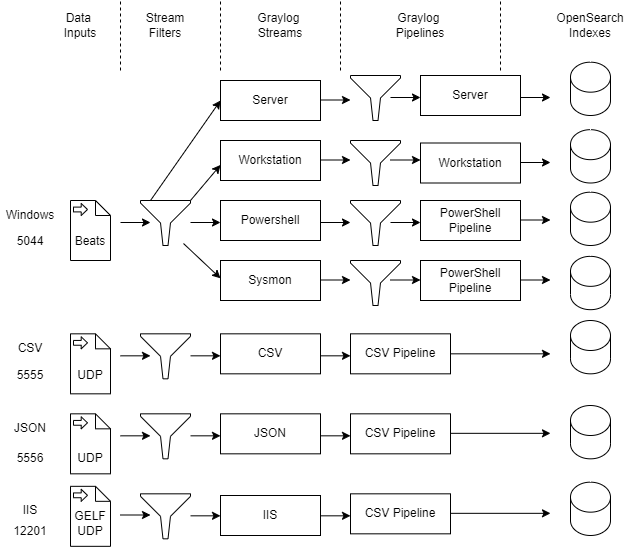 Data
Inputs
Stream
Filters
Graylog
Streams
Graylog
Pipelines
OpenSearch
Indexes
Server
Server
Workstation
Workstation
Windows
5044
Beats
Powershell
PowerShell
Pipeline
Sysmon
PowerShell
Pipeline
CSV
5555
UDP
CSV
CSV Pipeline
JSON
5556
UDP
JSON
CSV Pipeline
IIS
12201
GELF
UDP
IIS
CSV Pipeline